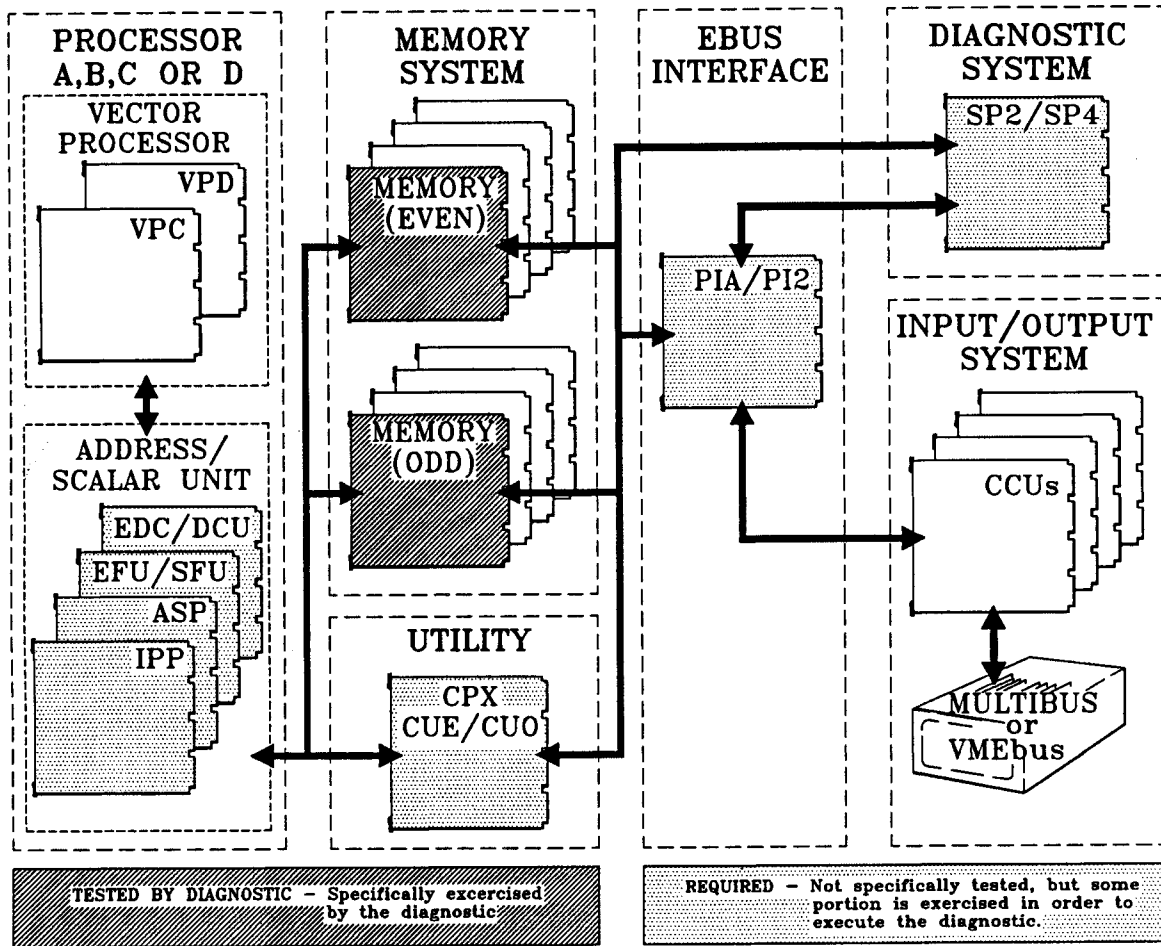 PROCESSOR
A,B,C OR D
VECTOR
PROCESSOR
VPD
VPC
ADDRESS/
SCALAR UNIT
EDC/DCU
EFU/SFU
ASP
IPP
MEMORY
SYSTEM
MEMORY
(EVEN)
MEMORY
(ODD)
UTILITY
CPX
CUE/CUO
EBUS
INTERFACE
PIA/PI2
DIAGNOSTIC
SYSTEM
SP2/SP4
INPUT/OUTPUT
SYSTEM
CCUs
MULTIBUS
or
VMEbus
TESTED BY DIAGNOSTIC – Specifically excercised
by the diagnostic
REQUIRED – Not specifically tested, but some
portion is exercised in order to
execute the diagnostic.